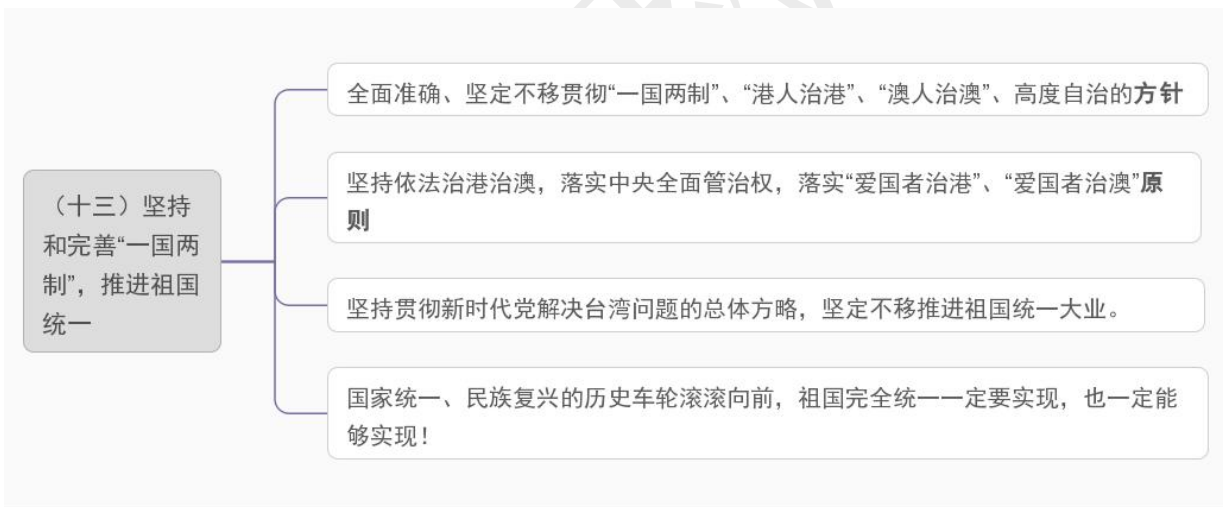 （十三）坚持
和完善“一国两
制”，推进祖国
统一
全面准确、坚定不移贯彻“一国两制”、“港人治港”、“澳人治澳”、高度自治的方针
坚持依法治港治澳，落实中央全面管治权，落实“爱国者治港”、“爱国者治澳”原
则
坚持贯彻新时代党解决台湾问题的总体方略，坚定不移推进祖国统一大业。
国家统一、民族复兴的历史车轮滚滚向前，祖国完全统一一定要实现，也一定能
够实现！